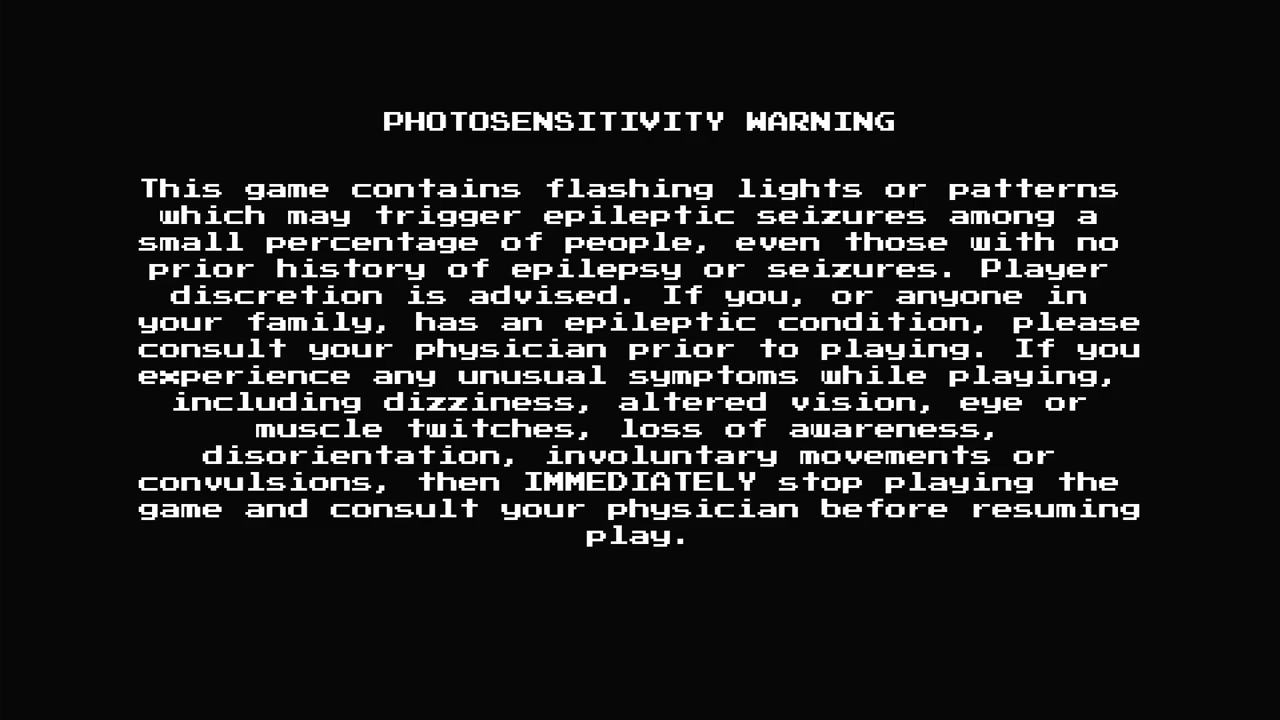 PHOTOSENSITIVITY WARNING
This game contains flashing lights or patterns
which may trigger epileptic seizures among a
small percentage of people, even those with no
prior history of epilepsy or seizures. Player
discretion is advised. If you, or anyone in
your family, has an epileptic condition, please
consult your physician prior to playing. If you
experience any unusual symptoms while playing,
including dizziness, altered vision, eye or
muscle twitches, loss of awareness,
disorientation, involuntary movements or
convulsions, then IMMEDIATELY stop playing the
game and consult your physician before resuming
play.